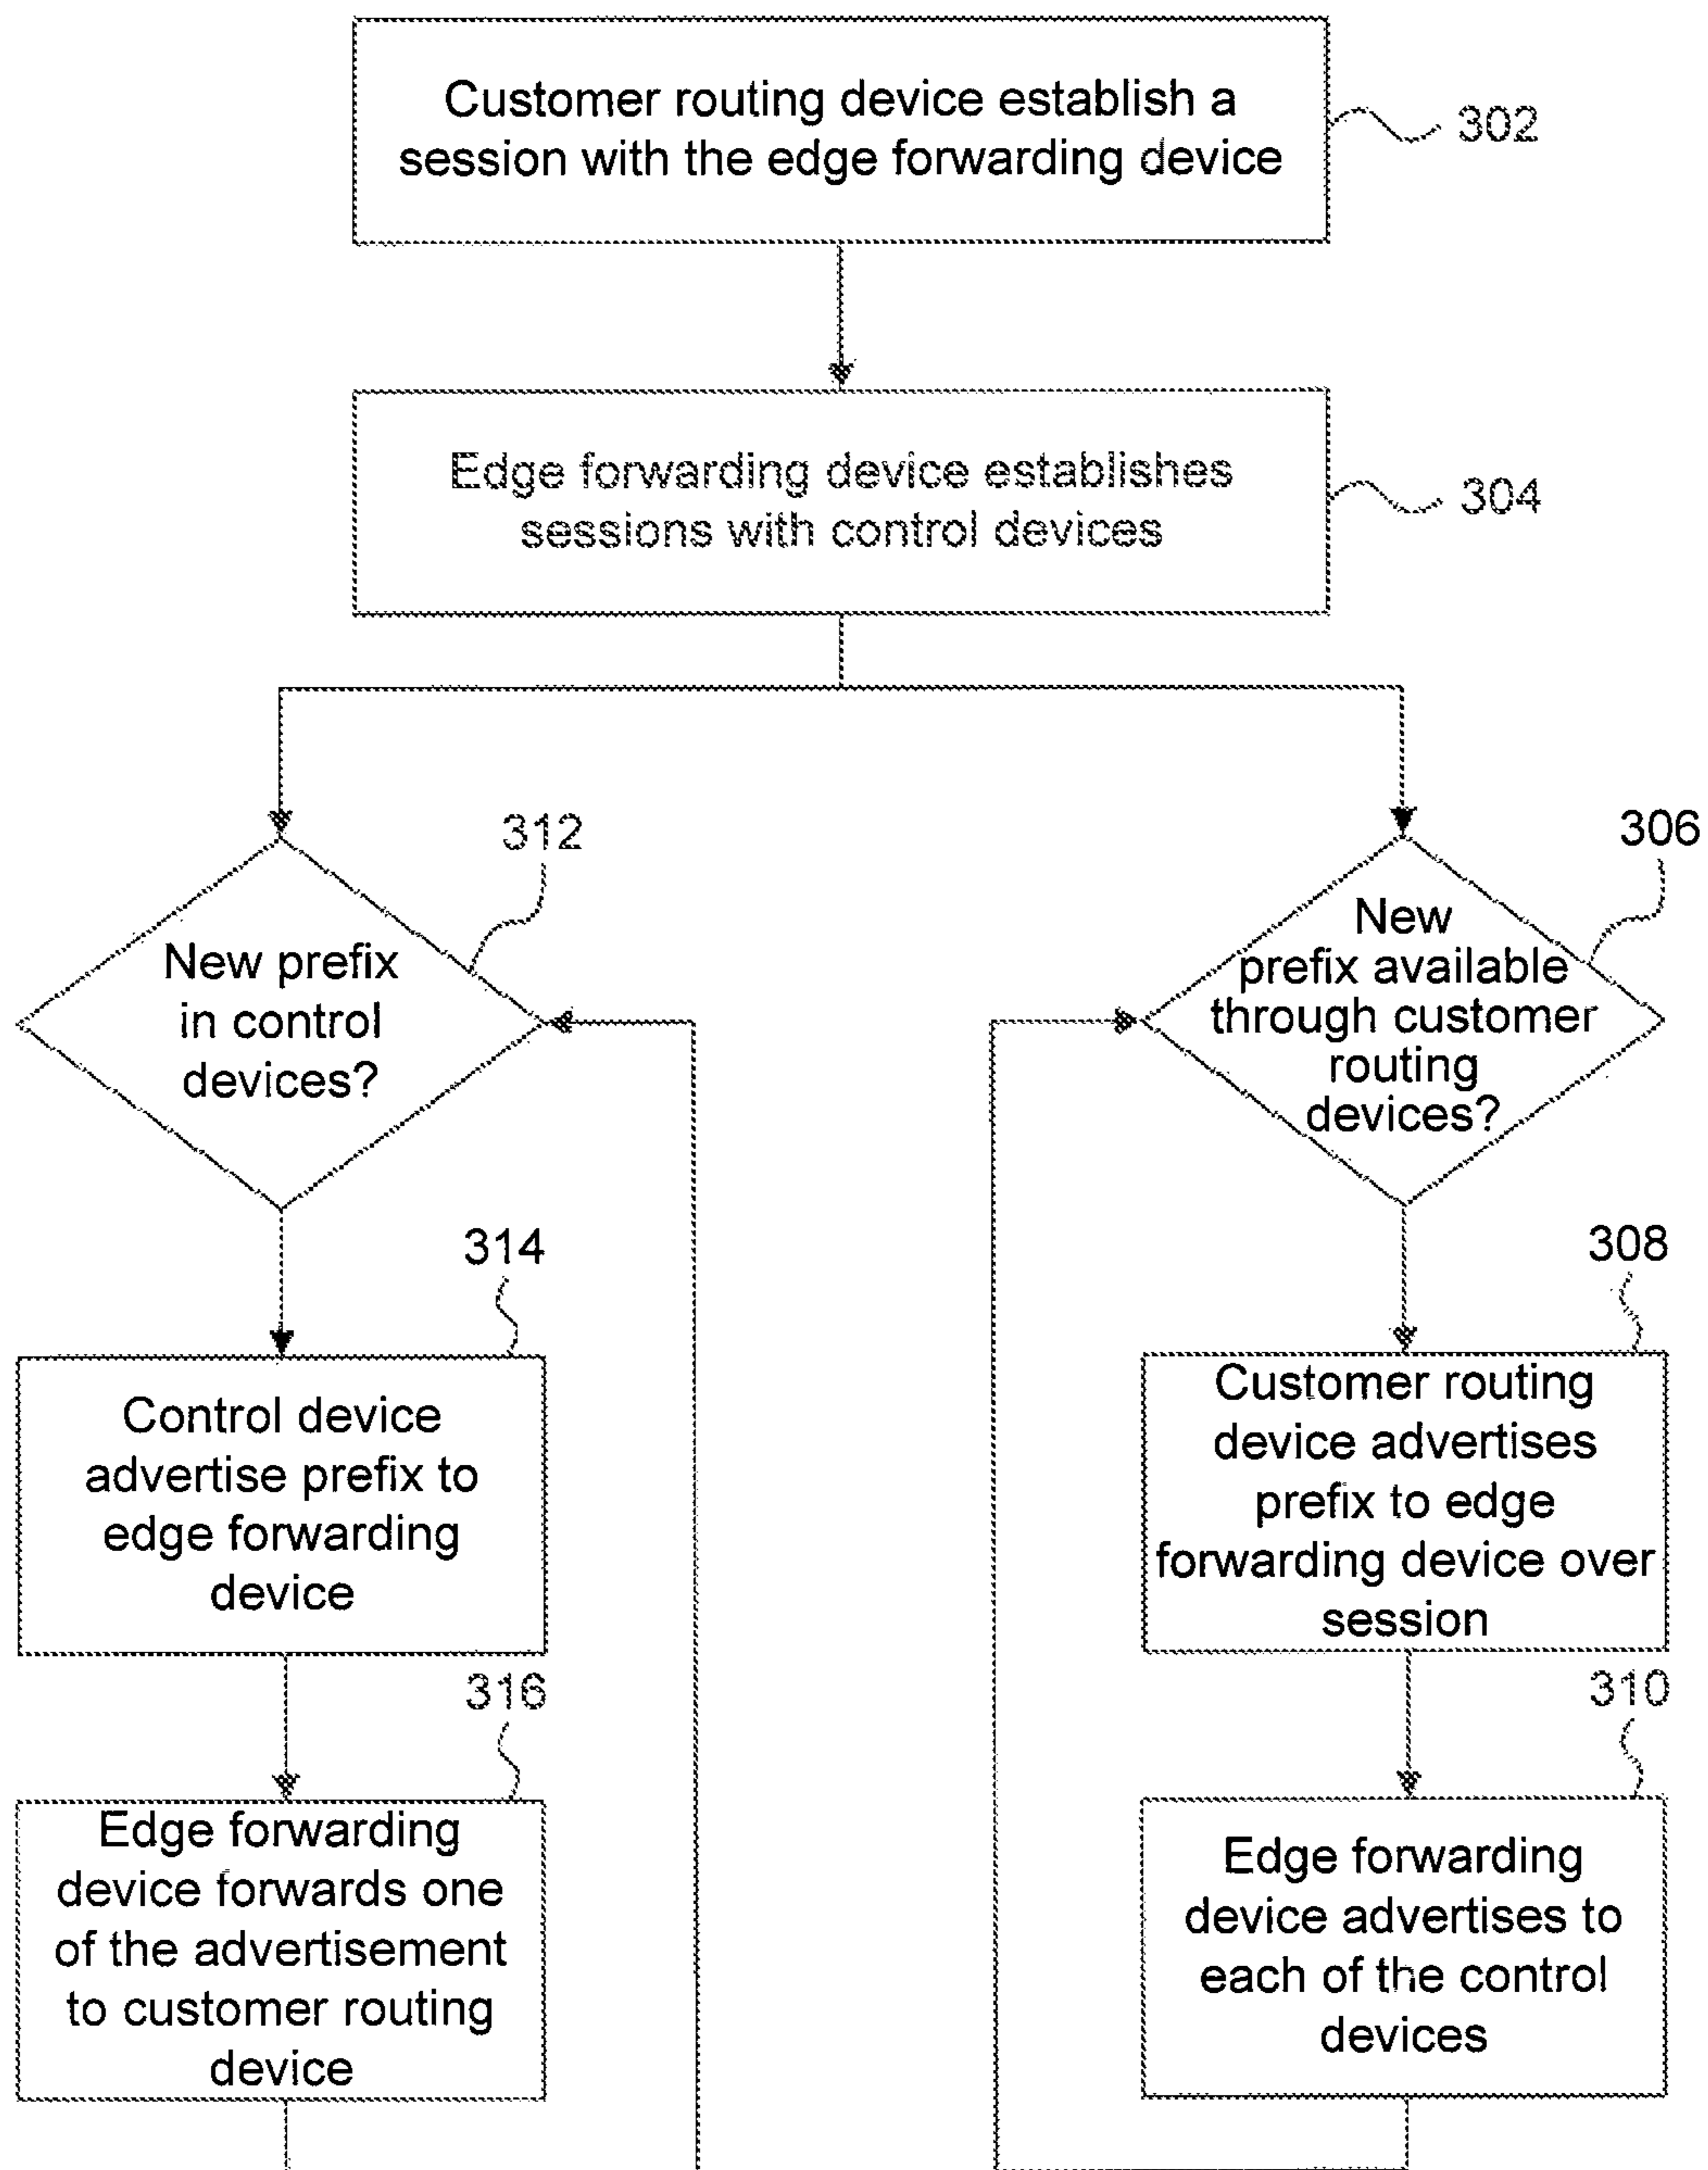 Customer routing device establish a
session with the edge forwarding device
302
Edge forwarding device establishes
sessions with control devices
304
312
New prefix
in control
devices?
314
Control device
advertise prefix to
edge forwarding
device
316
Edge forwarding
device forwards one
of the advertisement
to customer routing
device
306
New
prefix available
through customer
routing
devices?
308
Customer routing
device advertises
prefix to edge
forwarding device over
session
310
Edge forwarding
device advertises to
each of the control
devices